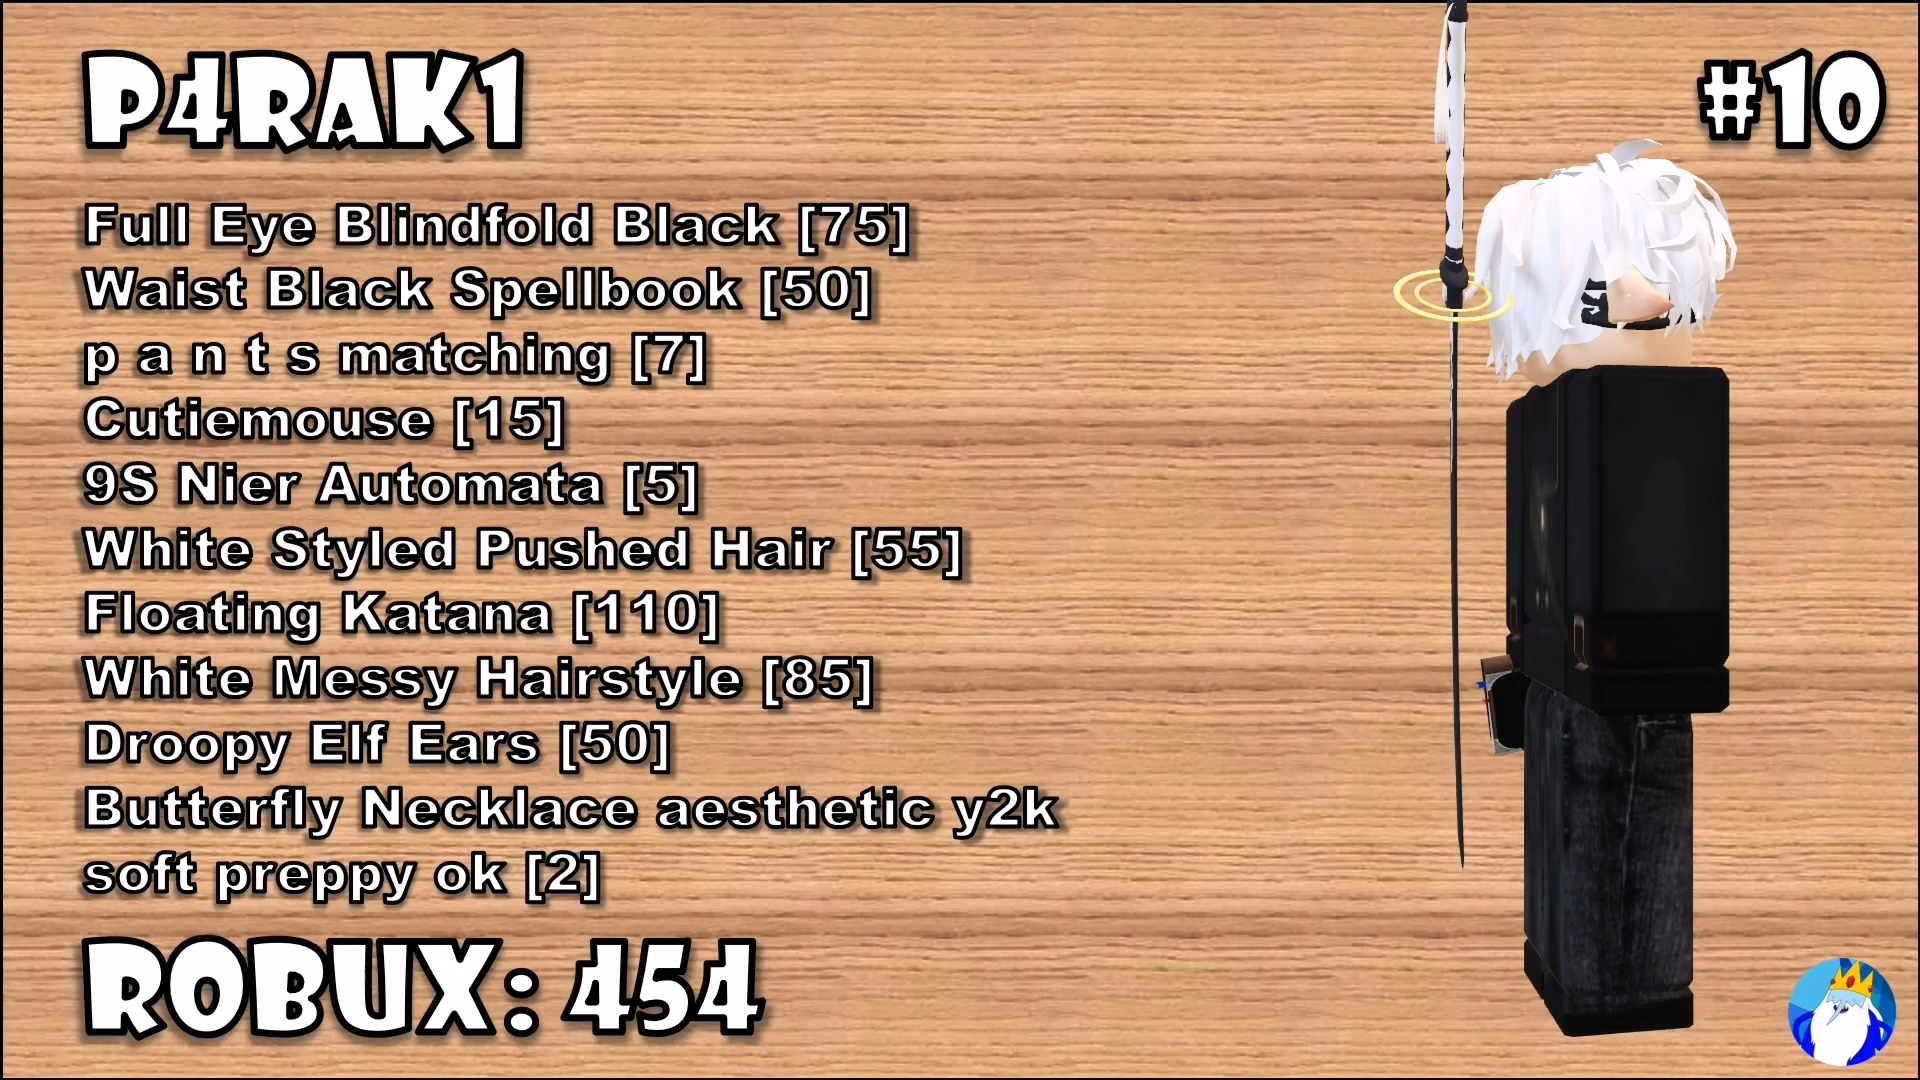 P4RAK1
#10
Full Eye Blindfold Black [75]
Waist Black Spellbook [50]
p a n t s matching [7]
Cutiemouse [15]
9S Nier Automata [5]
White Styled Pushed Hair [55]
Floating Katana [110]
White Messy Hairstyle [85]
Droopy Elf Ears [50]
Butterfly Necklace aesthetic y2k
soft preppy ok [2]
ROBUX: 454